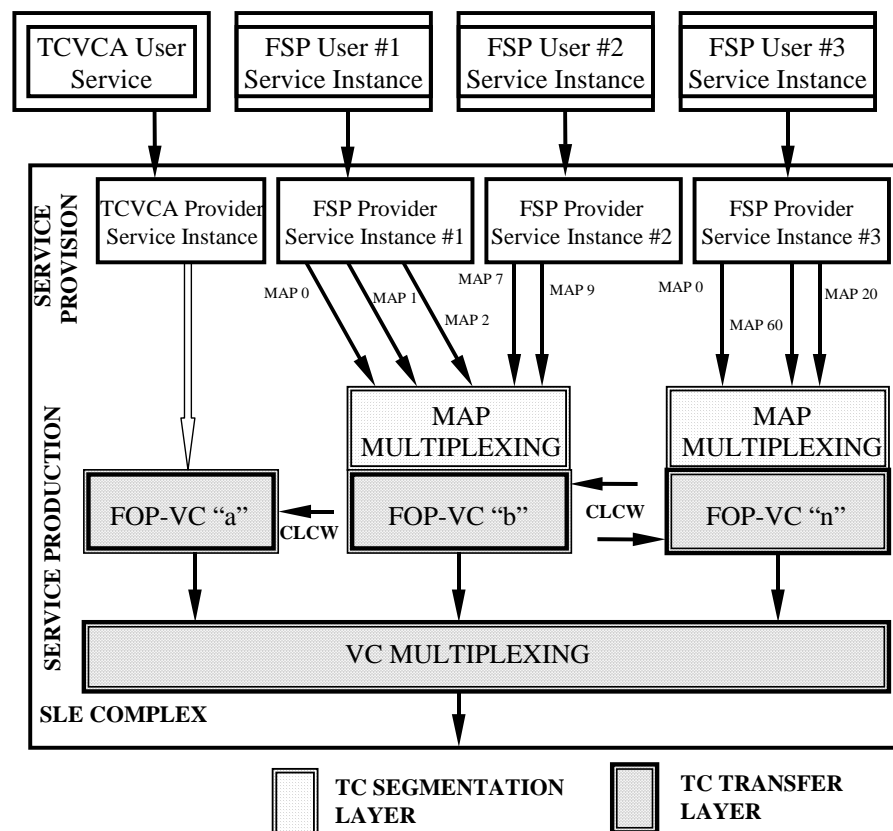 TCVCA User
Service
FSP User #1
Service Instance
FSP User #2
Service Instance
FSP User #3
Service Instance
SERVICE
PROVISION
TCVCA Provider
Service Instance
FSP Provider
Service Instance #1
FSP Provider
Service Instance #2
FSP Provider
Service Instance #3
MAP 0
MAP 1
MAP 2
MAP 7
MAP 9
MAP 0
MAP 60
MAP 20
SERVICE PRODUCTION
MAP
MULTIPLEXING
MAP
MULTIPLEXING
FOP-VC “a”
CLCW
FOP-VC “b”
CLCW
FOP-VC “n”
VC MULTIPLEXING
SLE COMPLEX
TC SEGMENTATION
LAYER
TC TRANSFER
LAYER